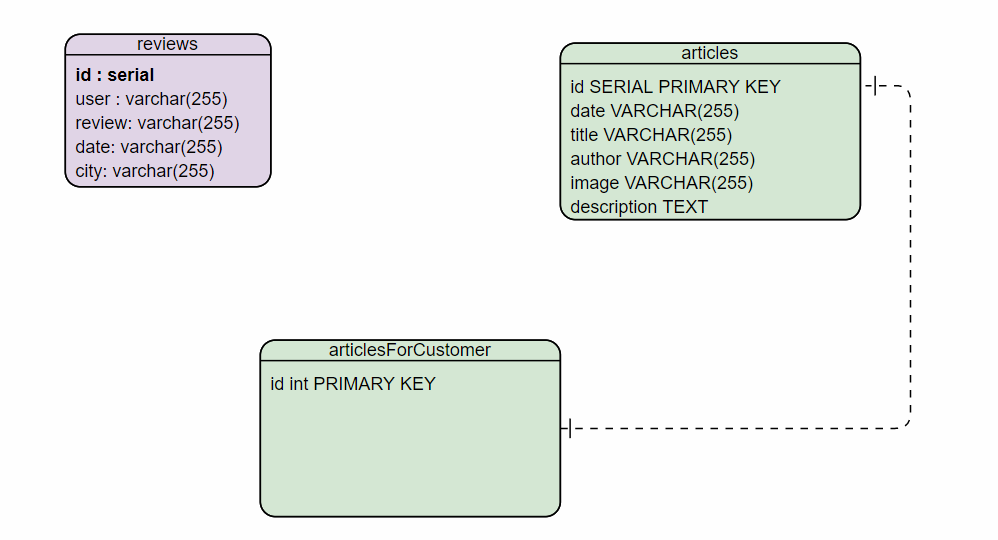 reviews
id : serial
user : varchar(255)
review: varchar(255)
date: varchar(255)
city: varchar(255)
articles
id SERIAL PRIMARY KEY
date VARCHAR(255)
title VARCHAR(255)
author VARCHAR(255)
image VARCHAR(255)
description TEXT
articlesForCustomer
id int PRIMARY KEY